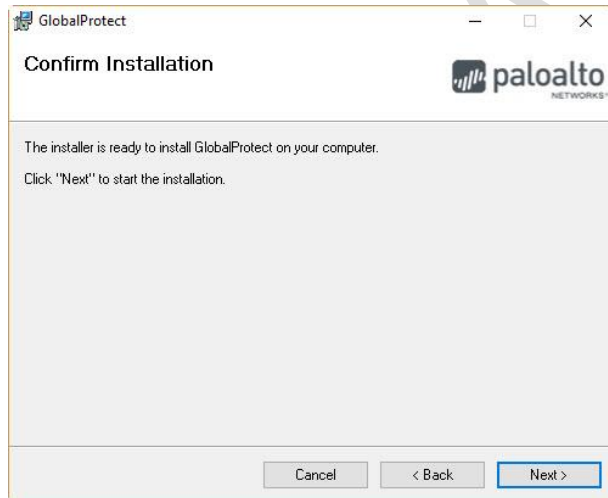 GlobalProtect
Confirm Installation
paloalto
NETWORKS
The installer is ready to install GlobalProtect on your computer.
Click "Next" to start the installation.
Cancel
< Back
Next >